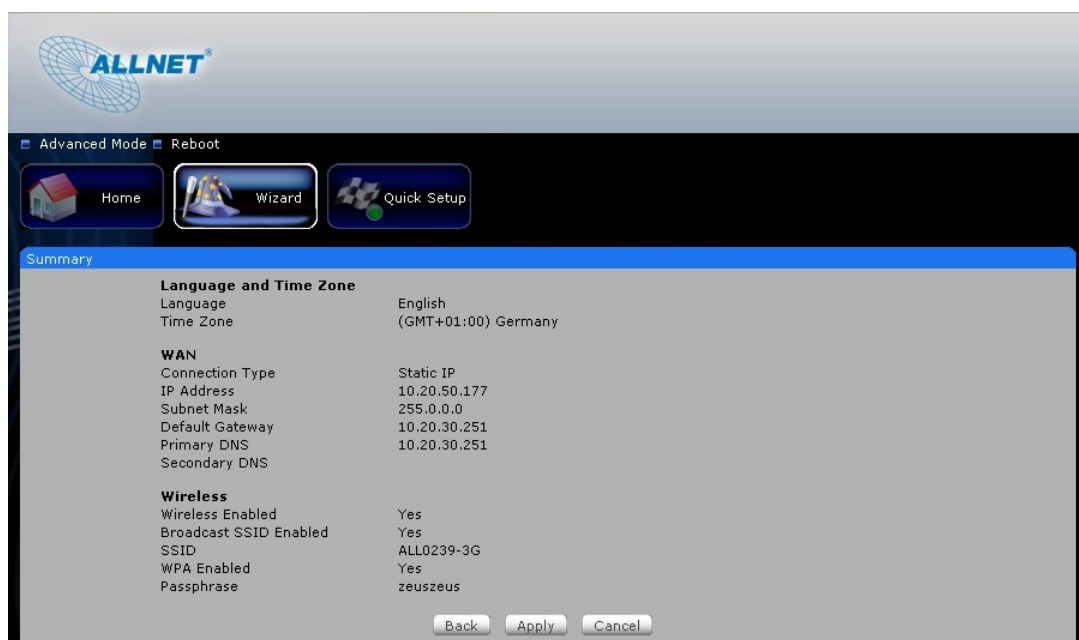 ALLNET®
Advanced Mode Reboot
Home Wizard Quick Setup
Summary
Language and Time Zone
Language English
Time Zone (GMT+01:00) Germany
WAN
Connection Type Static IP
IP Address 10.20.50.177
Subnet Mask 255.0.0.0
Default Gateway 10.20.30.251
Primary DNS 10.20.30.251
Secondary DNS
Wireless
Wireless Enabled Yes
Broadcast SSID Enabled Yes
SSID ALL0239-3G
WPA Enabled Yes
Passphrase zeuszeus
Back Apply Cancel